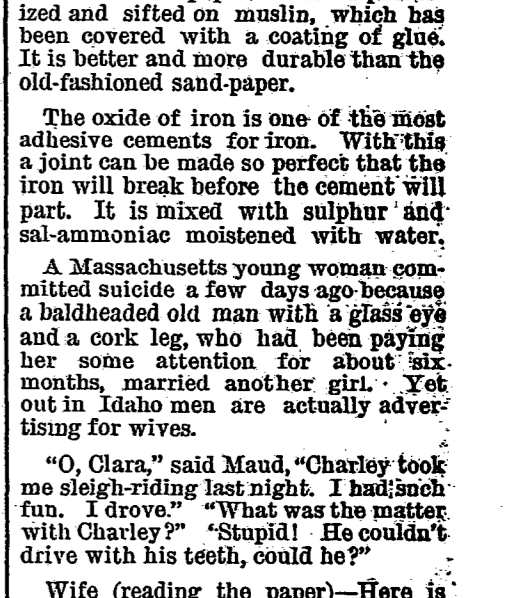 ized and sifted on muslin, which has
been covered with a coating of glue.
It is better and more durable than the
old-fashioned sand-paper.
The oxide of iron is one of the most
adhesive cements for iron. With this
a joint can be made so perfect that the
iron will break before the cement will
part. It is mixed with sulphur and
sal-ammoniac moistened with water.
A Massachusetts young woman com-
mitted suicide a few days ago because
a baldheaded old man with a glass eye
and a cork leg, who had been paying
her some attention for about six
months, married another girl. Yet
out in Idaho men are actually adver-
tising for wives.
"O, Clara," said Maud, "Charley took
me sleigh-riding last night. I had such
fun. I drove." "What was the matter
with Charley?" "Stupid! He couldn't
drive with his teeth, could he?"
Wife (reading the paper)—Here is